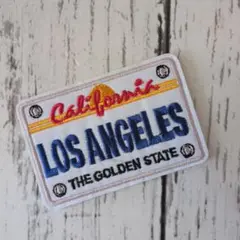 California
LOS ANGELES
THE GOLDEN STATE